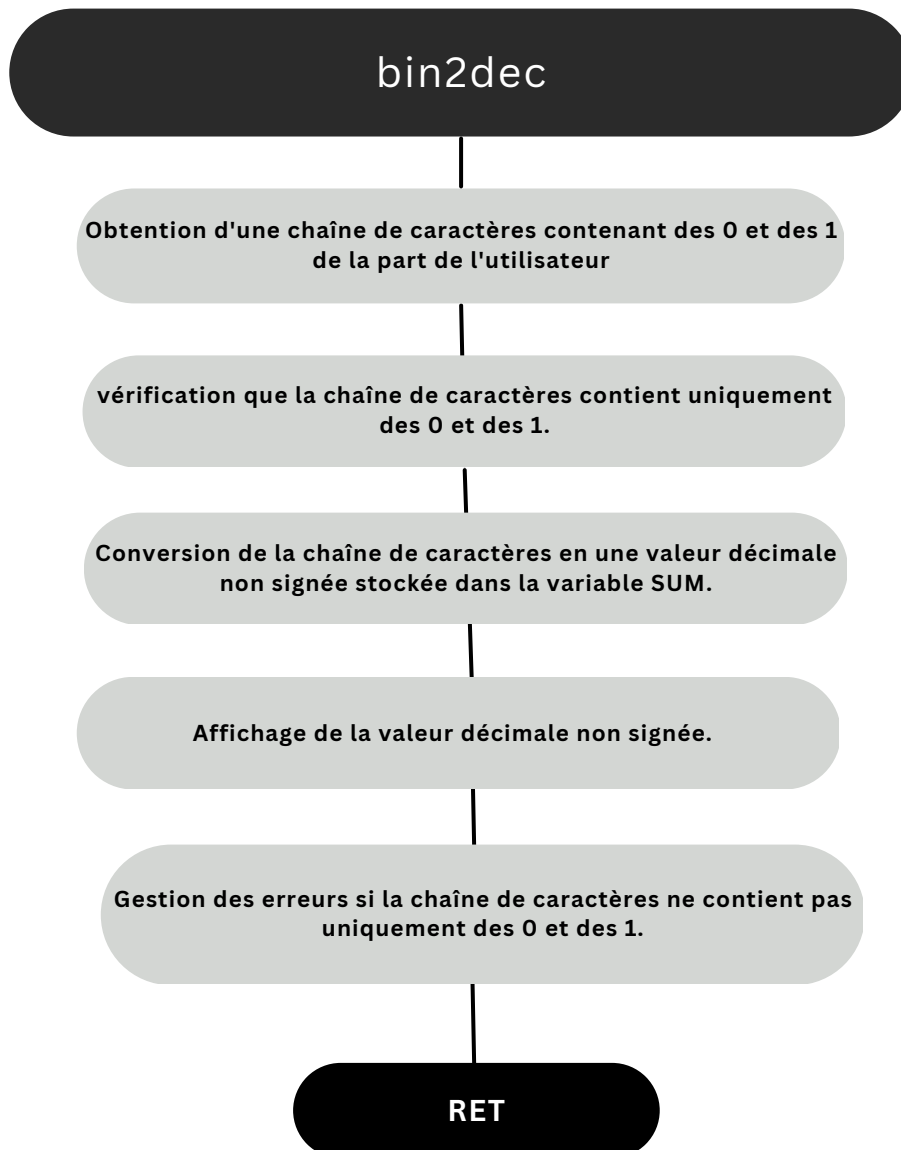 bin2dec
Obtention d'une chaîne de caractères contenant des 0 et des 1
de la part de l'utilisateur
vérification que la chaîne de caractères contient uniquement
des 0 et des 1.
Conversion de la chaîne de caractères en une valeur décimale
non signée stockée dans la variable SUM.
Affichage de la valeur décimale non signée.
Gestion des erreurs si la chaîne de caractères ne contient pas
uniquement des 0 et des 1.
RET